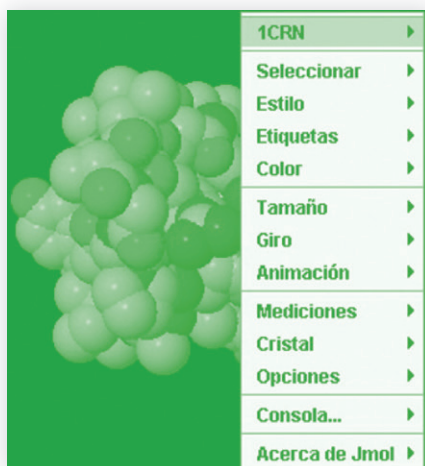 1CRN
Seleccionar
Estilo
Etiquetas
Color
Tamaño
Giro
Animación
Mediciones
Cristal
Opciones
Consola...
Acerca de Jmol